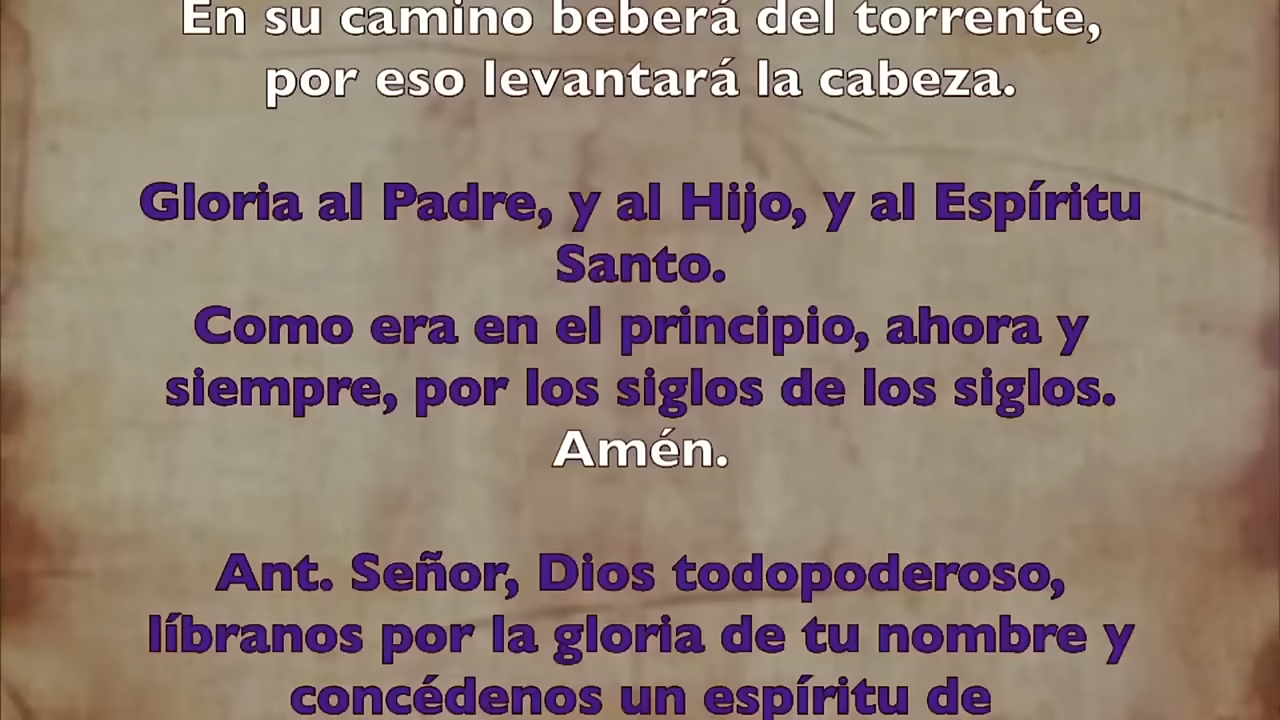 En su camino beberá del torrente,
por eso levantará la cabeza.
Gloria al Padre, y al Hijo, y al Espíritu
Santo.
Como era en el principio, ahora y
siempre, por los siglos de los siglos.
Amén.
Ant. Señor, Dios todopoderoso,
líbranos por la gloria de tu nombre y
concédenos un espíritu de